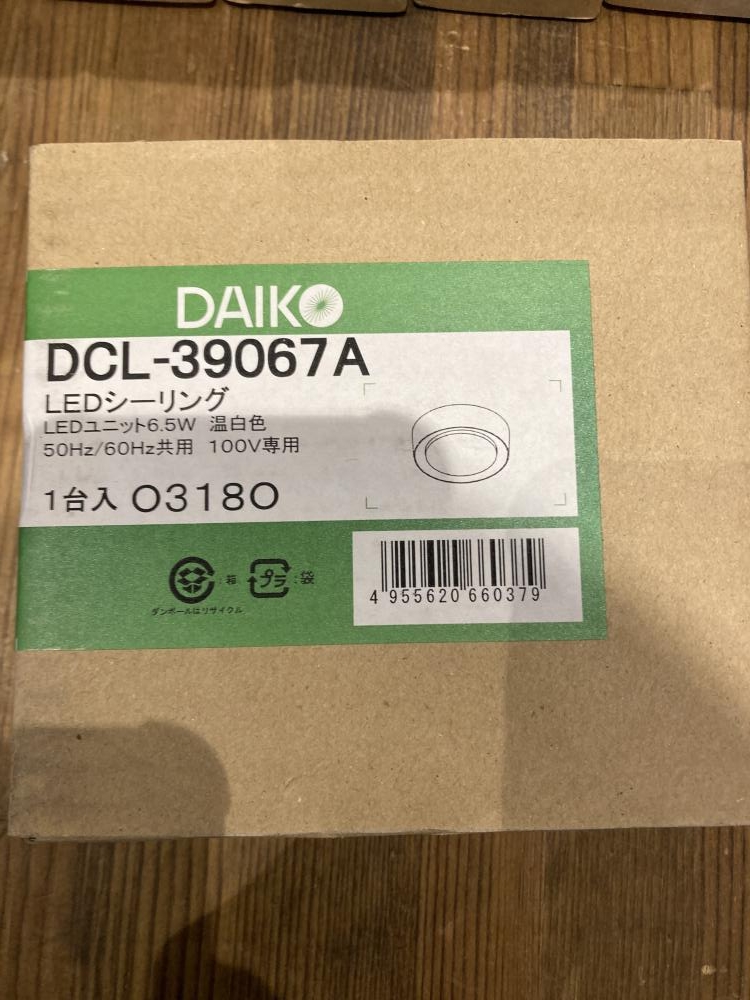 DAIKO
DCL-39067A
LEDシーリング
LEDユニット6.5W 温白色
50Hz/60Hz共用 100V専用
1台入 O318O
:箱 プラ :袋
ダンボールはリサイクル
4 955620 660379